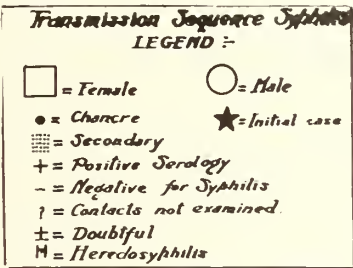 Transmission Sequence Syphilis
LEGEND :-
= Female = Male
= Chancre = Initial case
= Secondary
+ = Positive Serology
- = Negative for Syphilis
? = Contacts not examined.
± = Doubtful
H = Heredosyphilis